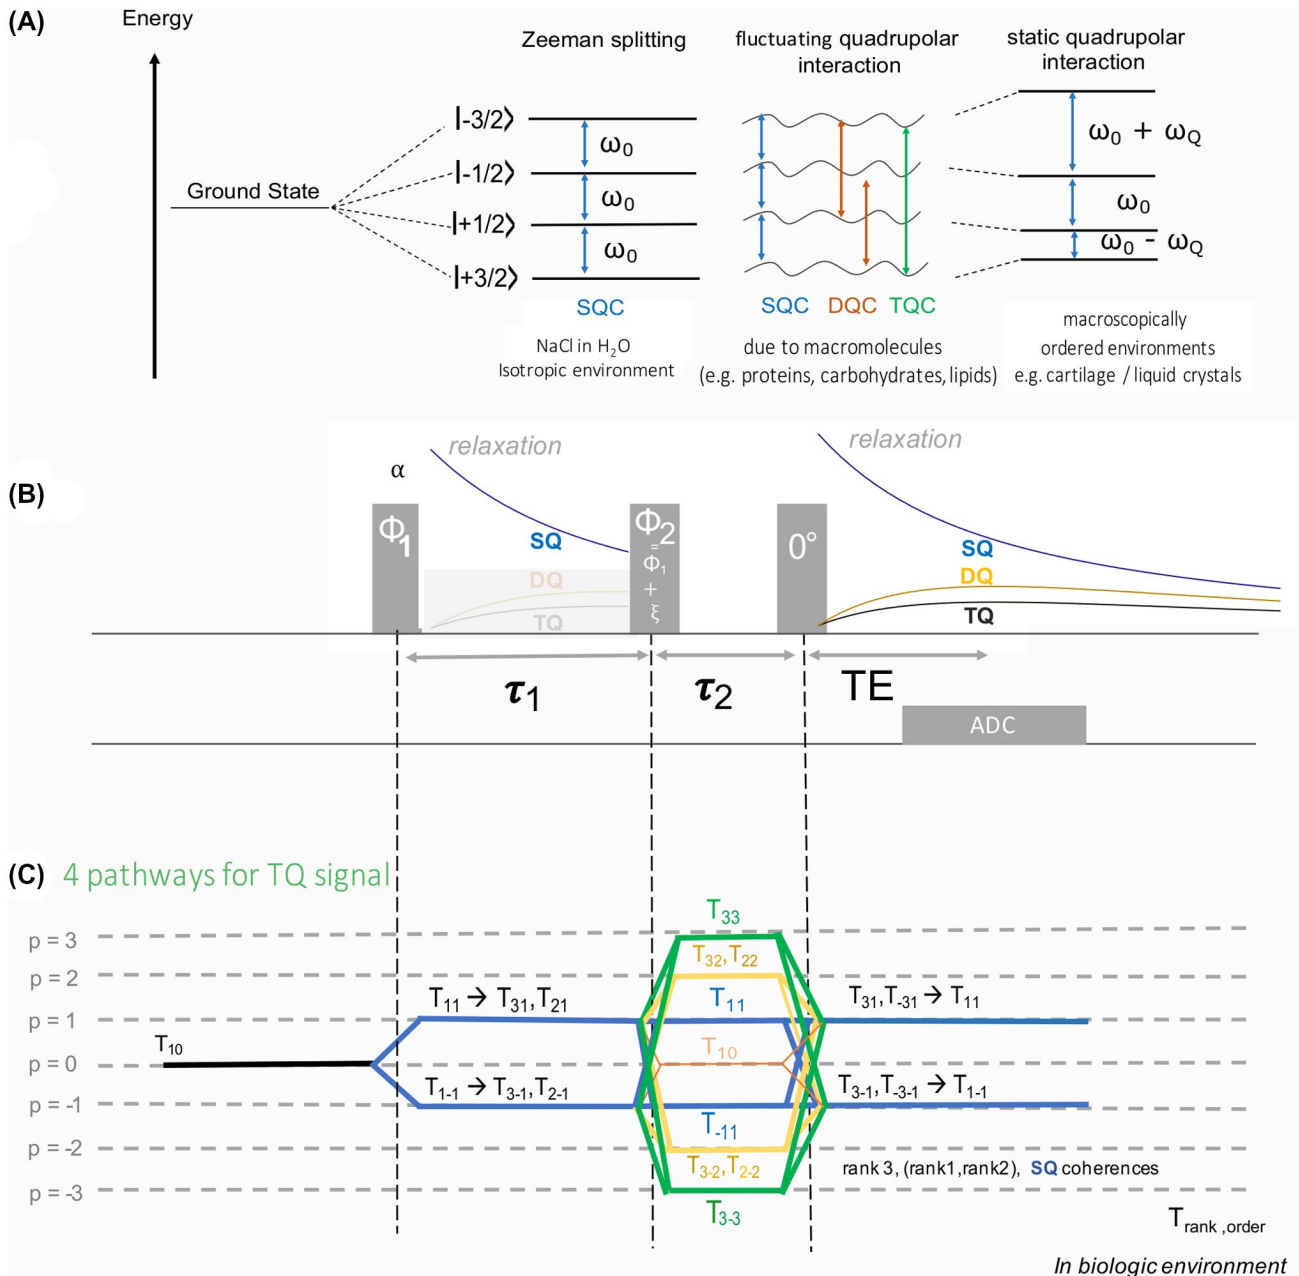 (A)
Energy
Zeeman splitting
fluctuating quadrupolar
interaction
static quadrupolar
interaction
Ground State
|-3/2⟩
|-1/2⟩
|+1/2⟩
|+3/2⟩
ω0
ω0
ω0
ω0 + ωQ
ω0
ω0 - ωQ
SQC
SQC DQC TQC
NaCl in H2O
Isotropic environment
due to macromolecules
(e.g. proteins, carbohydrates, lipids)
macroscopically
ordered environments
e.g. cartilage / liquid crystals
(B)
α
relaxation
relaxation
Φ1
Φ2
=
Φ1
+
ξ
0°
SQ
DQ
TQ
SQ
DQ
TQ
τ1
τ2
TE
ADC
(C) 4 pathways for TQ signal
p = 3
p = 2
p = 1
p = 0
p = -1
p = -2
p = -3
T10
T11 → T31, T21
T1-1 → T3-1, T2-1
T33
T32, T22
T11
T10
T-11
T3-2, T2-2
T3-3
T31, T-31 → T11
T3-1, T-3-1 → T1-1
rank 3, (rank1,rank2), SQ coherences
Trank ,order
In biologic environment